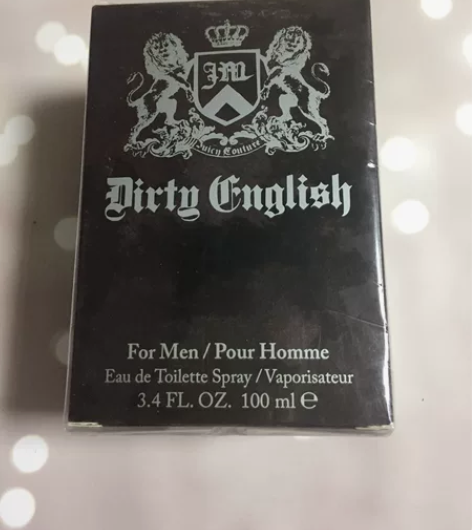 JM
Juicy Couture
Dirty English
For Men / Pour Homme
Eau de Toilette Spray / Vaporisateur
3.4 FL. OZ. 100 ml ℮